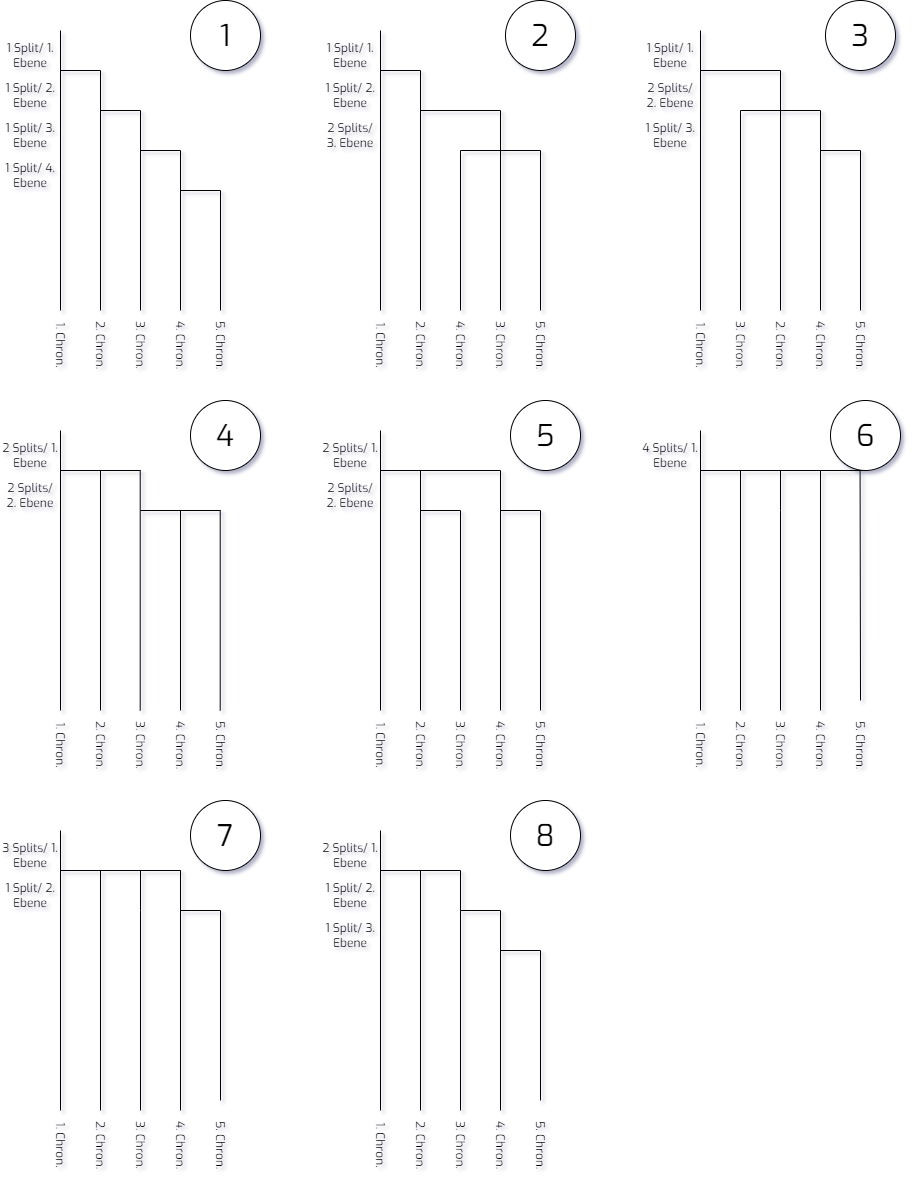 1
1 Split/ 1.
Ebene
1 Split/ 2.
Ebene
1 Split/ 3.
Ebene
1 Split/ 4.
Ebene
1. Chron.
2. Chron.
3. Chron.
4. Chron.
5. Chron.
2
1 Split/ 1.
Ebene
1 Split/ 2.
Ebene
2 Splits/
3. Ebene
1. Chron.
2. Chron.
4. Chron.
3. Chron.
5. Chron.
3
1 Split/ 1.
Ebene
2 Splits/
2. Ebene
1 Split/ 3.
Ebene
1. Chron.
3. Chron.
2. Chron.
4. Chron.
5. Chron.
4
2 Splits/ 1.
Ebene
2 Splits/
2. Ebene
1. Chron.
2. Chron.
3. Chron.
4. Chron.
5. Chron.
5
2 Splits/ 1.
Ebene
2 Splits/
2. Ebene
1. Chron.
2. Chron.
3. Chron.
4. Chron.
5. Chron.
6
4 Splits/ 1.
Ebene
1. Chron.
2. Chron.
3. Chron.
4. Chron.
5. Chron.
7
3 Splits/ 1.
Ebene
1 Split/ 2.
Ebene
1. Chron.
2. Chron.
3. Chron.
4. Chron.
5. Chron.
8
2 Splits/ 1.
Ebene
1 Split/ 2.
Ebene
1 Split/ 3.
Ebene
1. Chron.
2. Chron.
3. Chron.
4. Chron.
5. Chron.